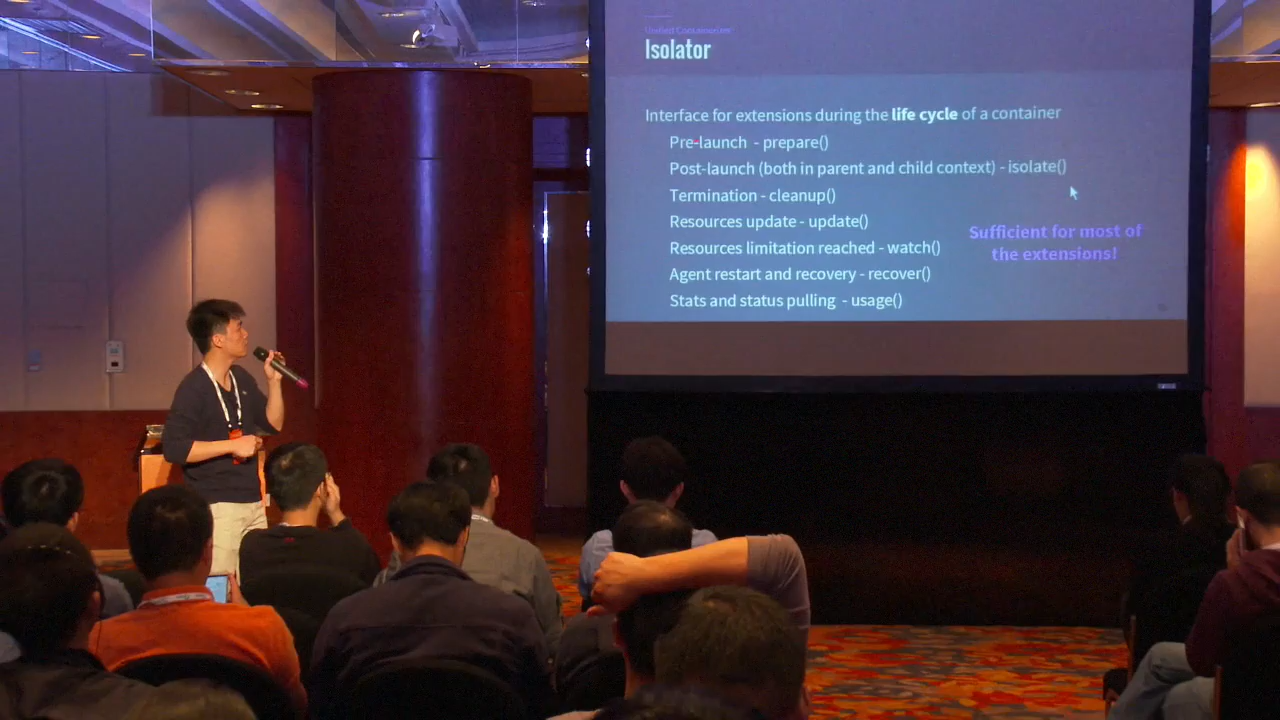 Unified Containerizer
Isolator
Interface for extensions during the life cycle of a container
Pre-launch - prepare()
Post-launch (both in parent and child context) - isolate()
Termination - cleanup()
Resources update - update()
Resources limitation reached - watch()
Agent restart and recovery - recover()
Stats and status pulling - usage()
Sufficient for most of
the extensions!